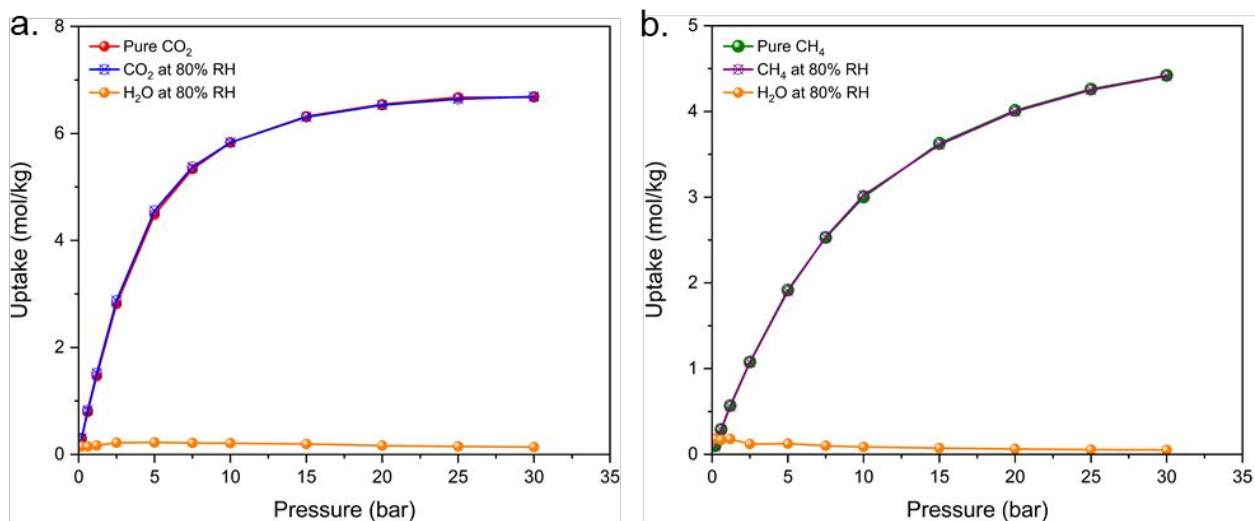 a.
Pure CO₂
CO₂ at 80% RH
H₂O at 80% RH
Uptake (mol/kg)
8
6
4
2
0
0 5 10 15 20 25 30 35
Pressure (bar)
b.
Pure CH₄
CH₄ at 80% RH
H₂O at 80% RH
Uptake (mol/kg)
5
4
3
2
1
0
0 5 10 15 20 25 30 35
Pressure (bar)